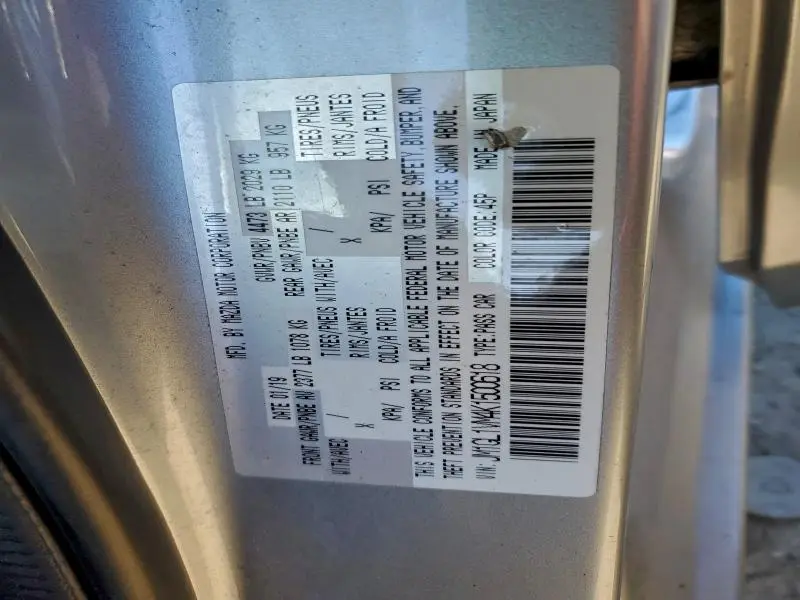 MFD. BY MAZDA MOTOR CORPORATION
DATE 01/19 GVWR/PNBV 4473 LB 2029 KG
FRONT GAWR/PNBE AV 2377 LB 1078 KG REAR GAWR/PNBE AR 2110 LB 957 KG
WITH/AVEC TIRES/PNEUS WITH/AVEC TIRES/PNEUS
/ RIMS/JANTES / RIMS/JANTES
X COLD/A FROID X COLD/A FROID
KPA/ PSI KPA/ PSI
THIS VEHICLE CONFORMS TO ALL APPLICABLE FEDERAL MOTOR VEHICLE SAFETY, BUMPER, AND
THEFT PREVENTION STANDARDS IN EFFECT ON THE DATE OF MANUFACTURE SHOWN ABOVE.
VIN: JM1GL1VM4K1500518 TYPE:PASS CAR COLOR CODE:45P MADE JAPAN